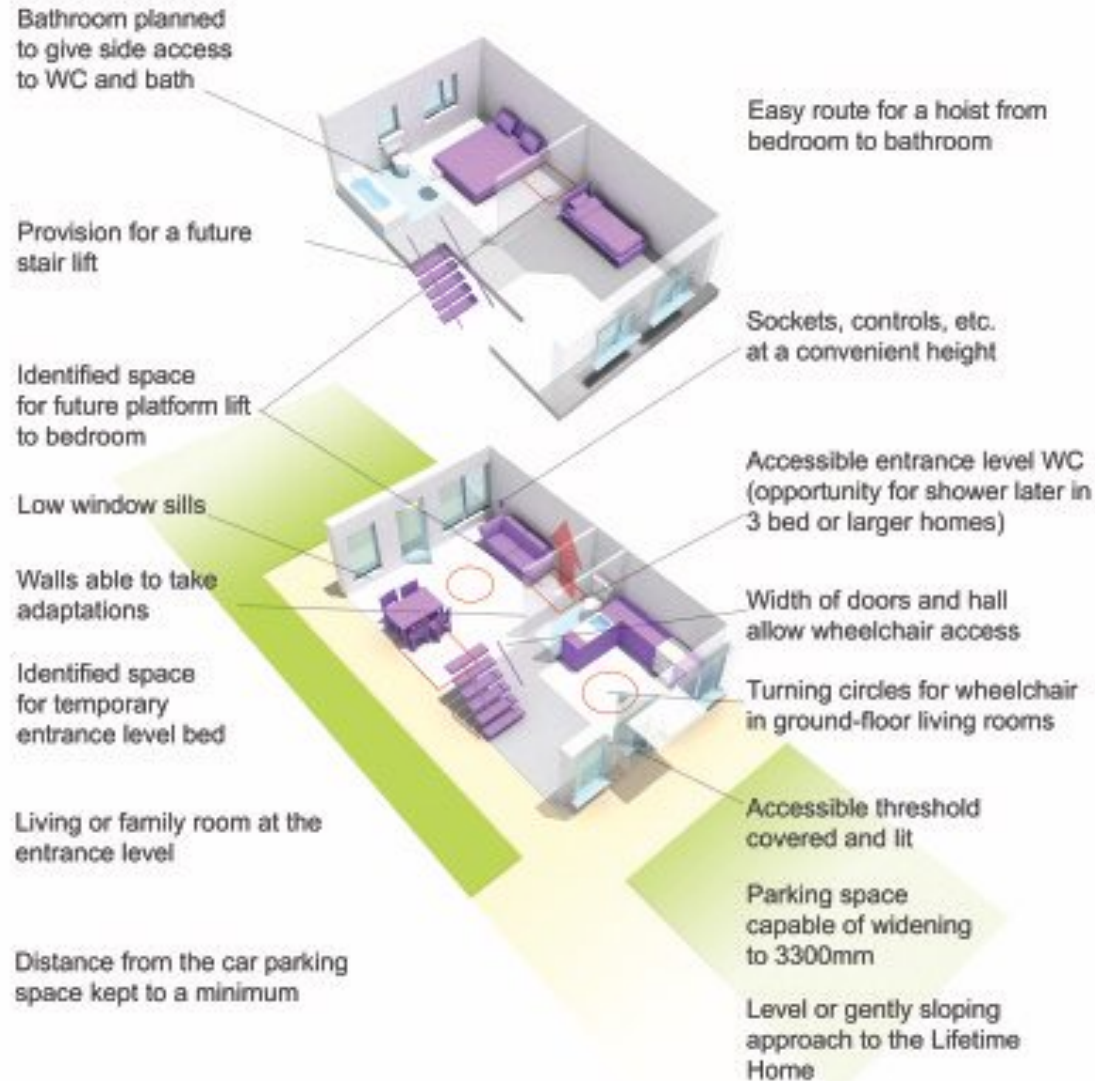 Bathroom planned
to give side access
to WC and bath
Easy route for a hoist from
bedroom to bathroom
Provision for a future
stair lift
Sockets, controls, etc.
at a convenient height
Identified space
for future platform lift
to bedroom
Accessible entrance level WC
(opportunity for shower later in
3 bed or larger homes)
Low window sills
Walls able to take
adaptations
Width of doors and hall
allow wheelchair access
Identified space
for temporary
entrance level bed
Turning circles for wheelchair
in ground-floor living rooms
Living or family room at the
entrance level
Accessible threshold
covered and lit
Parking space
capable of widening
to 3300mm
Distance from the car parking
space kept to a minimum
Level or gently sloping
approach to the Lifetime
Home